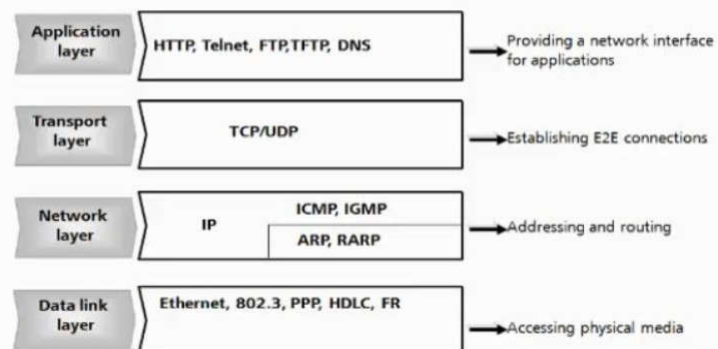 Application
layer
HTTP, Telnet, FTP,TFTP, DNS
Providing a network interface
for applications
Transport
layer
TCP/UDP
Establishing E2E connections
Network
layer
IP
ICMP, IGMP
ARP, RARP
Addressing and routing
Data link
layer
Ethernet, 802.3, PPP, HDLC, FR
Accessing physical media